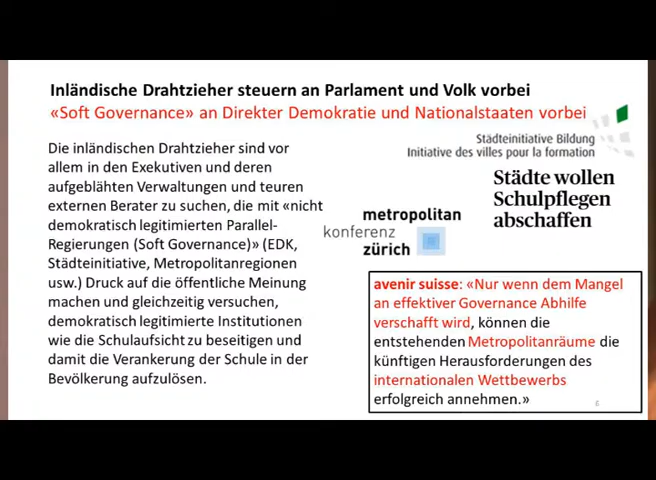 Inländische Drahtzieher steuern an Parlament und Volk vorbei
«Soft Governance» an Direkter Demokratie und Nationalstaaten vorbei
Die inländischen Drahtzieher sind vor
allem in den Exekutiven und deren
aufgeblähten Verwaltungen und teuren
externen Berater zu suchen, die mit «nicht
demokratisch legitimierten Parallel-
Regierungen (Soft Governance)» (EDK,
Städteinitiative, Metropolitanregionen
usw.) Druck auf die öffentliche Meinung
machen und gleichzeitig versuchen,
demokratisch legitimierte Institutionen
wie die Schulaufsicht zu beseitigen und
damit die Verankerung der Schule in der
Bevölkerung aufzulösen.
Städteinitiative Bildung
Initiative des villes pour la formation
Städte wollen
Schulpflegen
abschaffen
metropolitan
konferenz
zürich
avenir suisse: «Nur wenn dem Mangel
an effektiver Governance Abhilfe
verschafft wird, können die
entstehenden Metropolitanräume die
künftigen Herausforderungen des
internationalen Wettbewerbs
erfolgreich annehmen.»